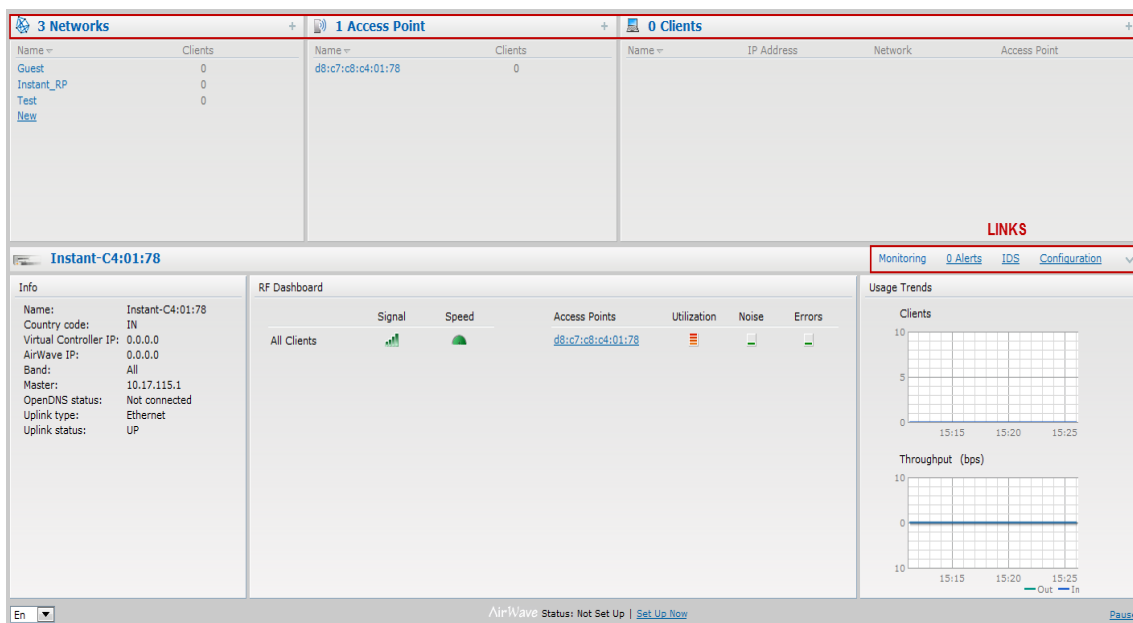 3 Networks +
Name Clients
Guest 0
Instant_RP 0
Test 0
New
1 Access Point +
Name Clients
d8:c7:c8:c4:01:78 0
0 Clients +
Name IP Address Network Access Point
LINKS
Instant-C4:01:78
Monitoring 0 Alerts IDS Configuration
Info
Name: Instant-C4:01:78
Country code: IN
Virtual Controller IP: 0.0.0.0
AirWave IP: 0.0.0.0
Band: All
Master: 10.17.115.1
OpenDNS status: Not connected
Uplink type: Ethernet
Uplink status: UP
RF Dashboard
Signal Speed Access Points Utilization Noise Errors
All Clients d8:c7:c8:c4:01:78
Usage Trends
Clients
10
5
0
15:15 15:20 15:25
Throughput (bps)
10
0
10
15:15 15:20 15:25
Out In
En AirWave Status: Not Set Up | Set Up Now Pause